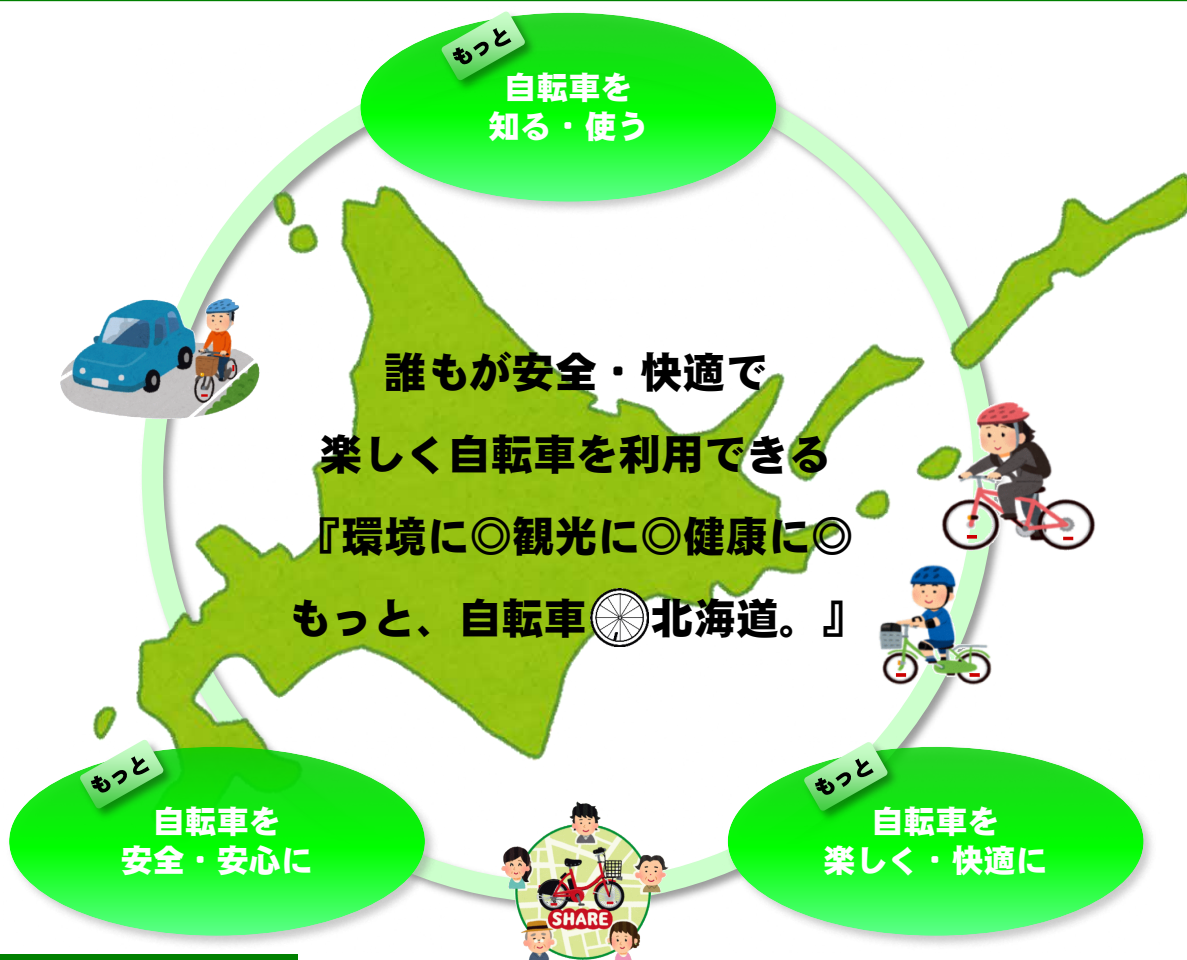 もっと
自転車を
知る・使う
誰もが安全・快適で
楽しく自転車を利用できる
『環境に◎観光に◎健康に◎
もっと、自転車北海道。』
もっと
自転車を
安全・安心に
もっと
自転車を
楽しく・快適に
SHARE